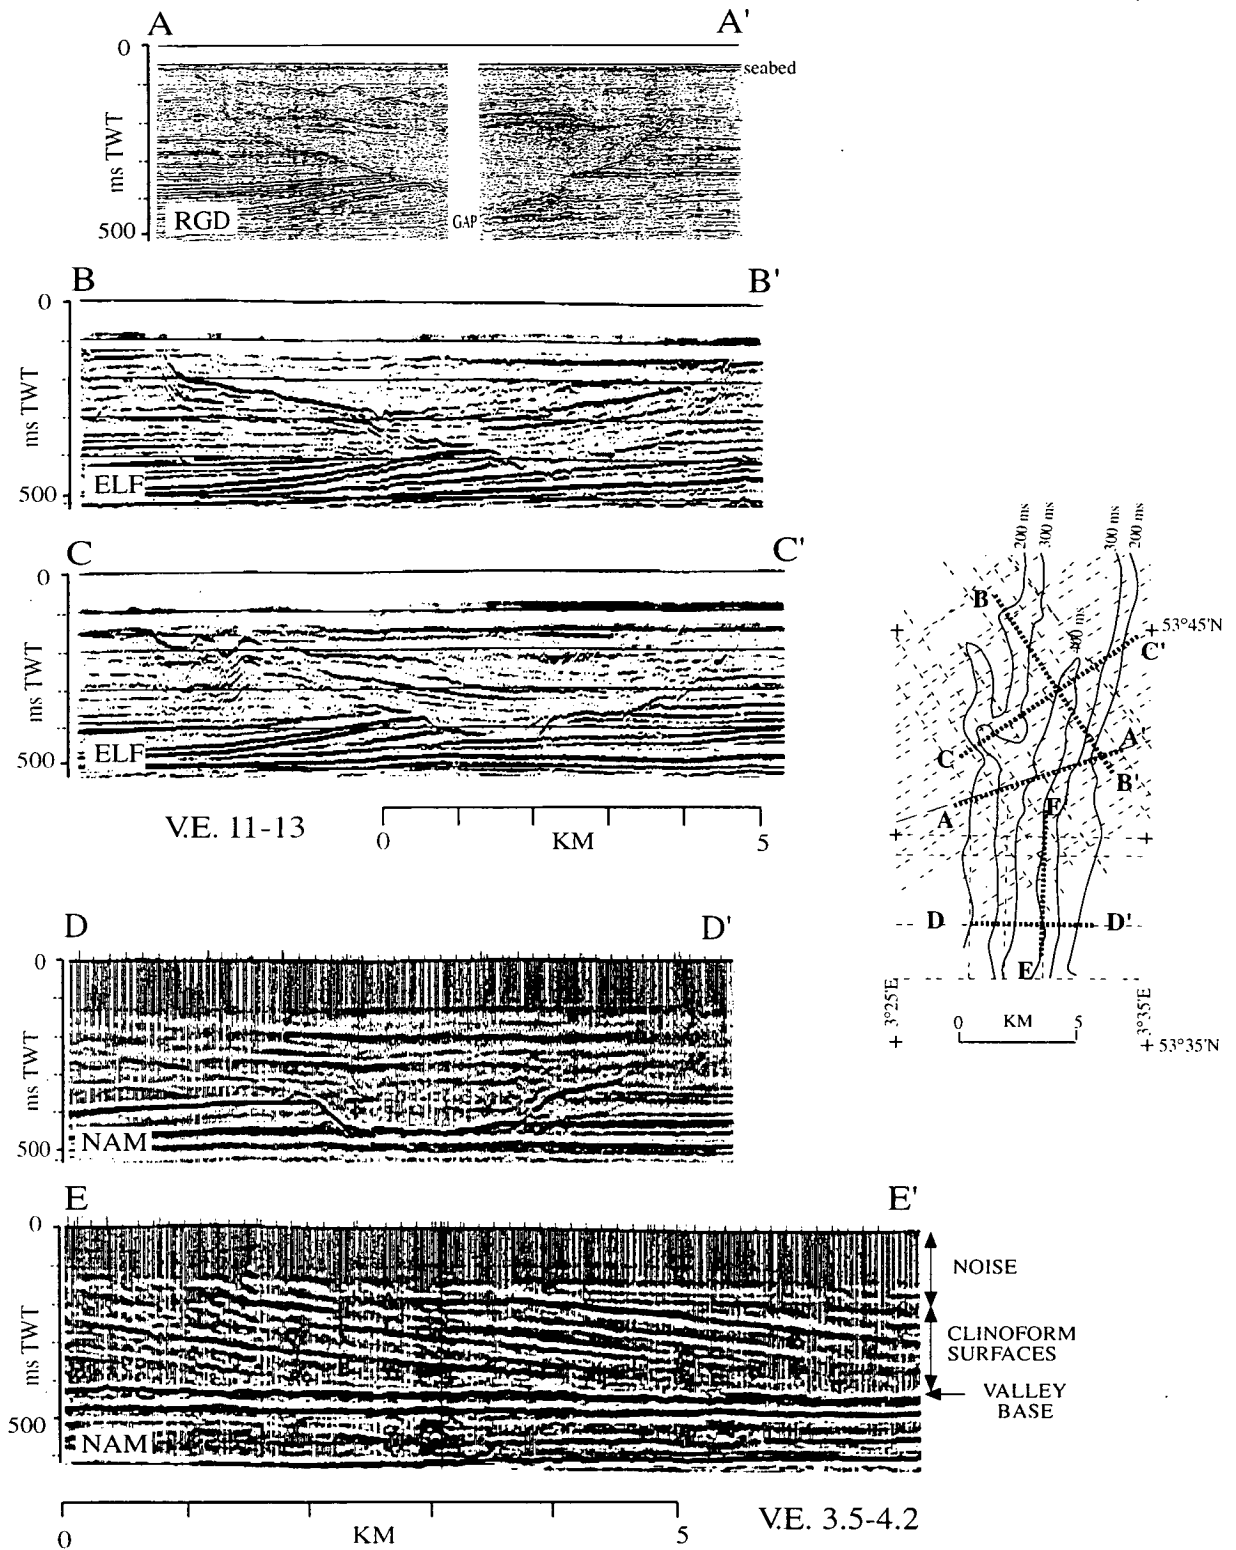 A A'
0
seabed
ms TWT
RGD
GAP
500
B B'
0
ms TWT
ELF
500
C C'
0
ms TWT
ELF
500
V.E. 11-13
0 KM 5
200 ms
300 ms
300 ms
200 ms
400 ms
B
53°45'N
C'
C
A'
B'
A
E'
D D'
E
3°25'E
3°35'E
0 KM 5
53°35'N
D D'
0
ms TWT
NAM
500
E E'
0
NOISE
CLINOFORM
SURFACES
ms TWT
VALLEY
BASE
500
NAM
0 KM 5
V.E. 3.5-4.2